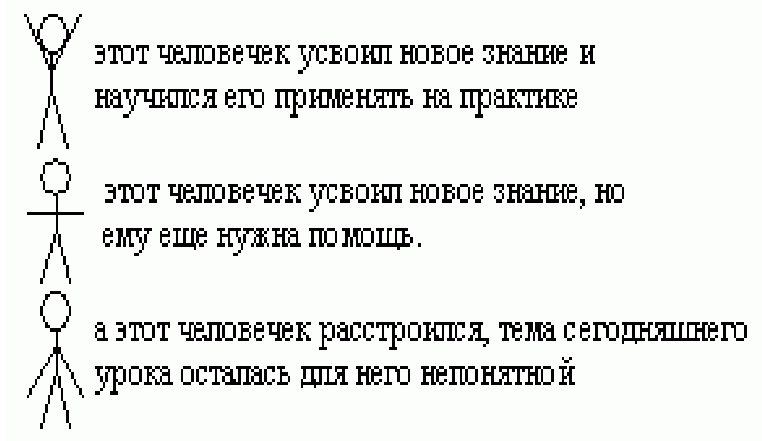 этот человечек усвоил новое знание и
научился его применять на практике
этот человечек усвоил новое знание, но
ему еще нужна помощь.
а этот человечек расстроился, тема сегодняшнего
урока осталась для него непонятной